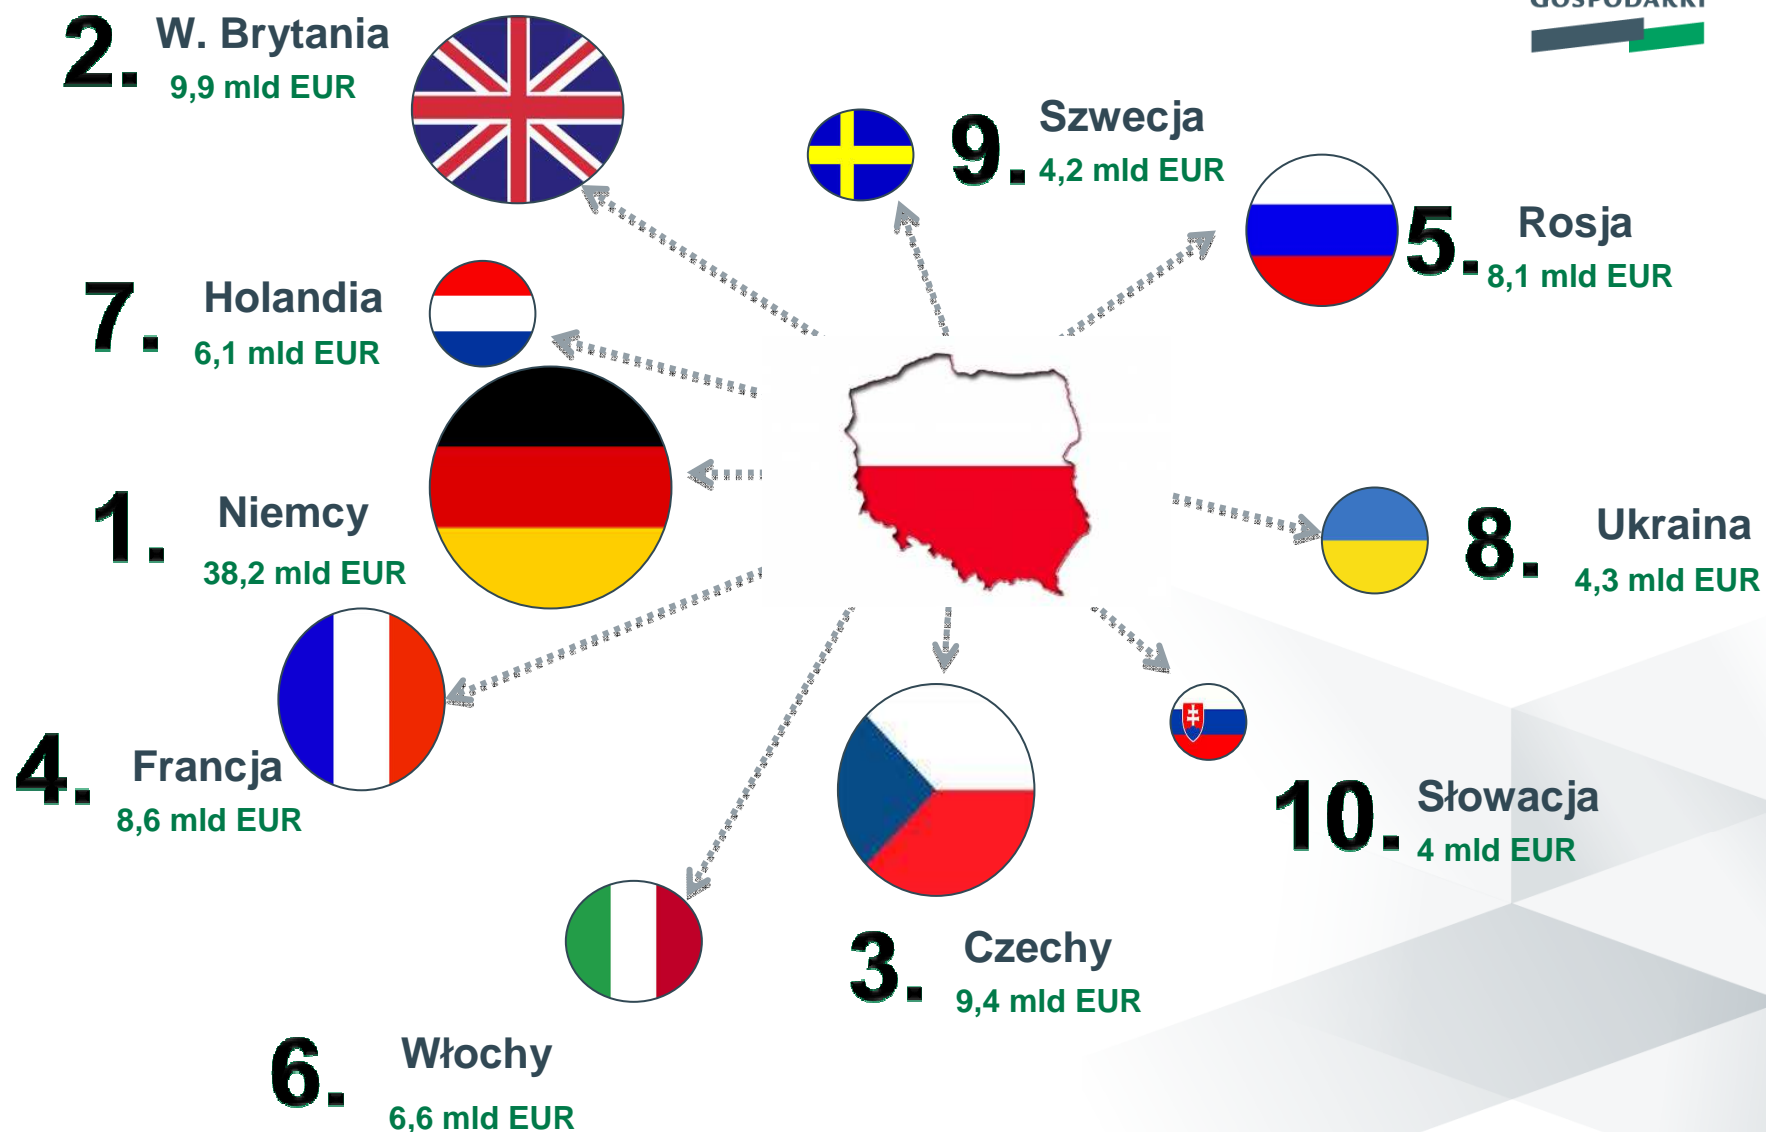 GOSPODARKI
2. W. Brytania
9,9 mld EUR
9. Szwecja
4,2 mld EUR
5. Rosja
8,1 mld EUR
7. Holandia
6,1 mld EUR
1. Niemcy
38,2 mld EUR
8. Ukraina
4,3 mld EUR
4. Francja
8,6 mld EUR
10. Słowacja
4 mld EUR
3. Czechy
9,4 mld EUR
6. Włochy
6,6 mld EUR